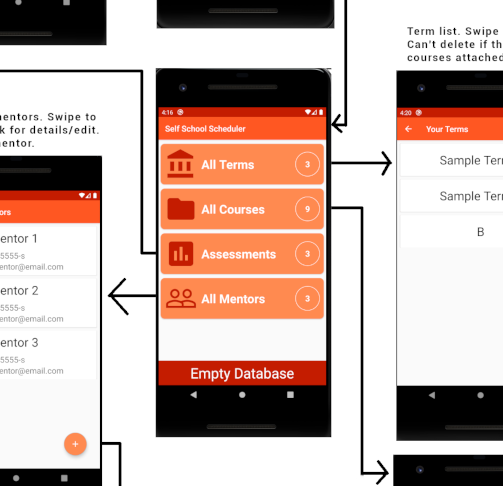 Term list. Swipe
Can't delete if th
courses attached
entors. Swipe to
k for details/edit.
entor.
ors
entor 1
5555-s
entor@email.com
entor 2
5555-s
entor@email.com
entor 3
5555-s
entor@email.com
+
4:16
Self School Scheduler
All Terms 3
All Courses 9
Assessments 3
All Mentors 3
Empty Database
4:20
Your Terms
Sample Ter
Sample Ter
B